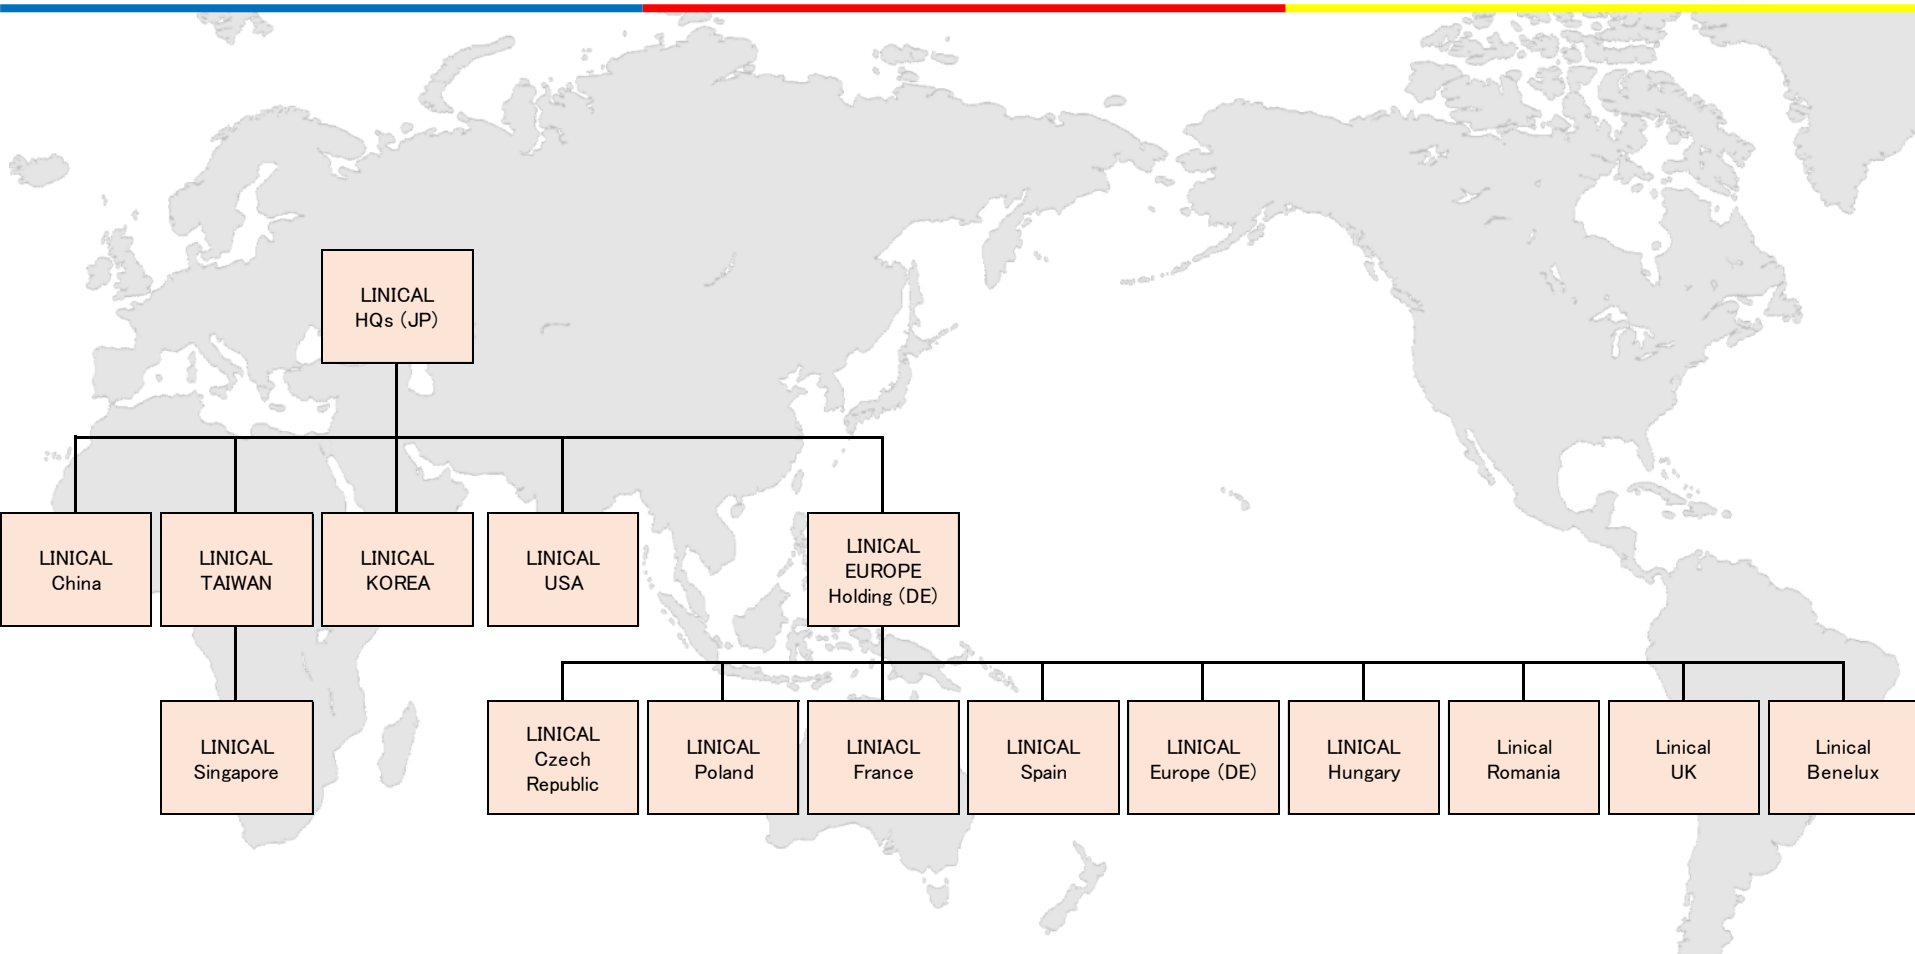 LINICAL
HQs (JP)
LINICAL
China
LINICAL
TAIWAN
LINICAL
KOREA
LINICAL
USA
LINICAL
EUROPE
Holding (DE)
LINICAL
Singapore
LINICAL
Czech
Republic
LINICAL
Poland
LINIACL
France
LINICAL
Spain
LINICAL
Europe (DE)
LINICAL
Hungary
Linical
Romania
Linical
UK
Linical
Benelux